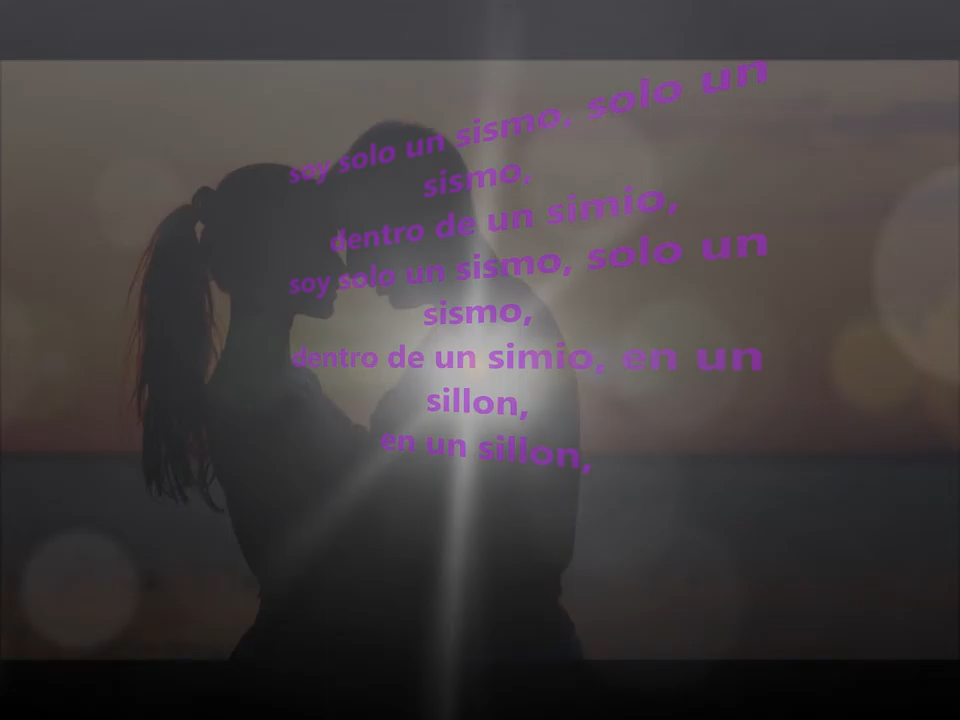 soy solo un sismo, solo un
sismo,
dentro de un simio,
soy solo un sismo, solo un
sismo,
dentro de un simio, en un
sillon,
en un sillon,